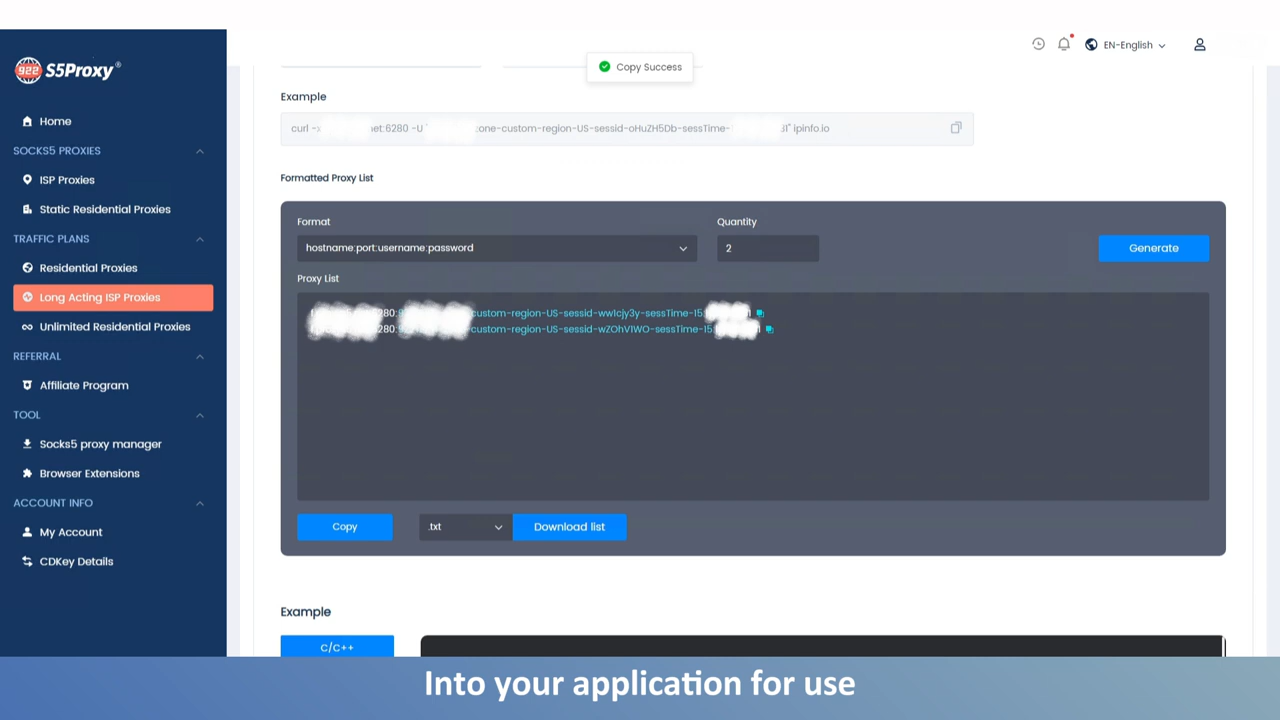 922 S5Proxy®
EN-English
Copy Success
Home
SOCKS5 PROXIES
ISP Proxies
Static Residential Proxies
TRAFFIC PLANS
Residential Proxies
Long Acting ISP Proxies
Unlimited Residential Proxies
REFERRAL
Affiliate Program
TOOL
Socks5 proxy manager
Browser Extensions
ACCOUNT INFO
My Account
CDKey Details
Example
curl -x et:6280 -U one-custom-region-US-sessid-oHuZH5Db-sessTime- " ipinfo.io
Formatted Proxy List
Format
Quantity
hostname:port:username:password
2
Generate
Proxy List
280: custom-region-US-sessid-wwIcjy3y-sessTime-15:
280: custom-region-US-sessid-wZOhV1WO-sessTime-15:
Copy
.txt
Download list
Example
C/C++
Into your application for use